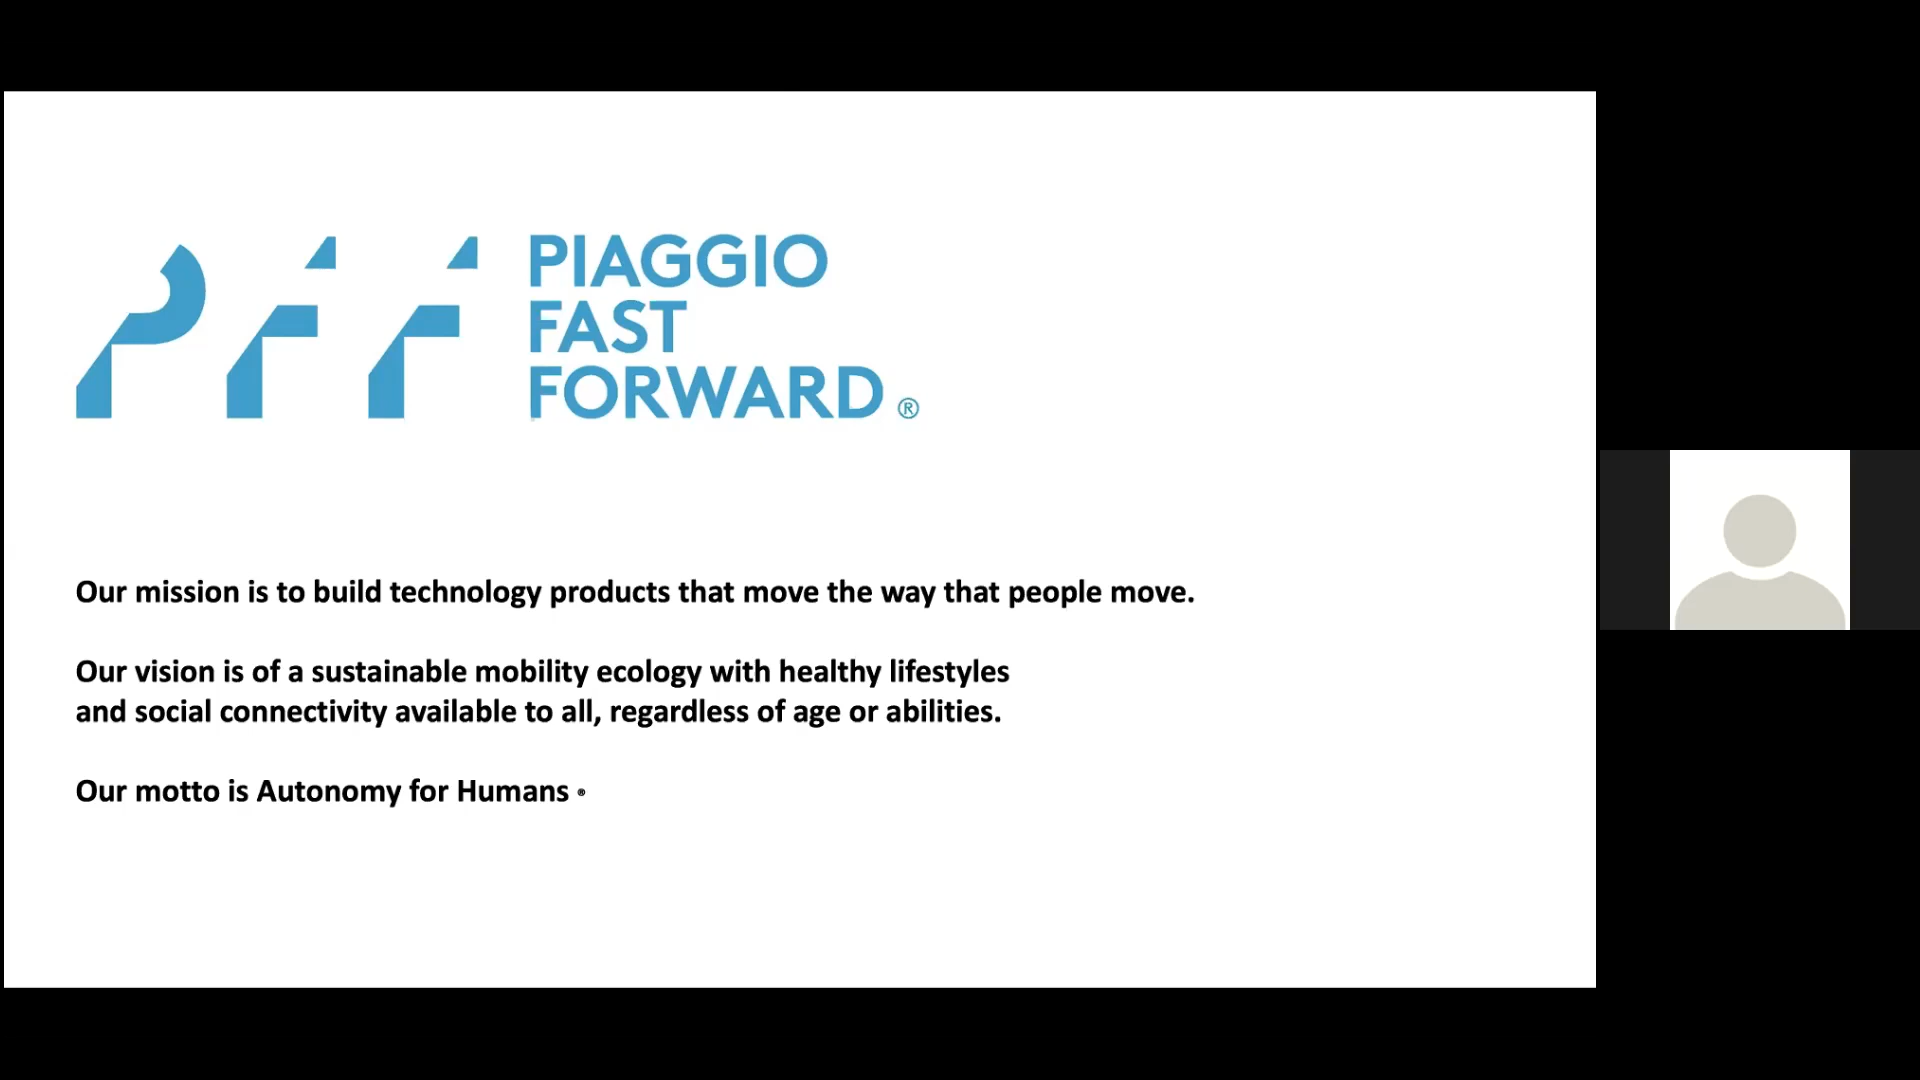 PFF
PIAGGIO
FAST
FORWARD ®
Our mission is to build technology products that move the way that people move.
Our vision is of a sustainable mobility ecology with healthy lifestyles
and social connectivity available to all, regardless of age or abilities.
Our motto is Autonomy for Humans ®